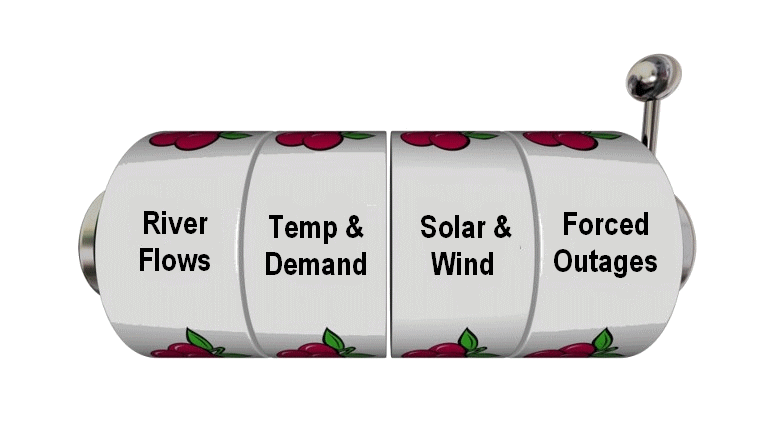 River
Flows
Temp &
Demand
Solar &
Wind
Forced
Outages